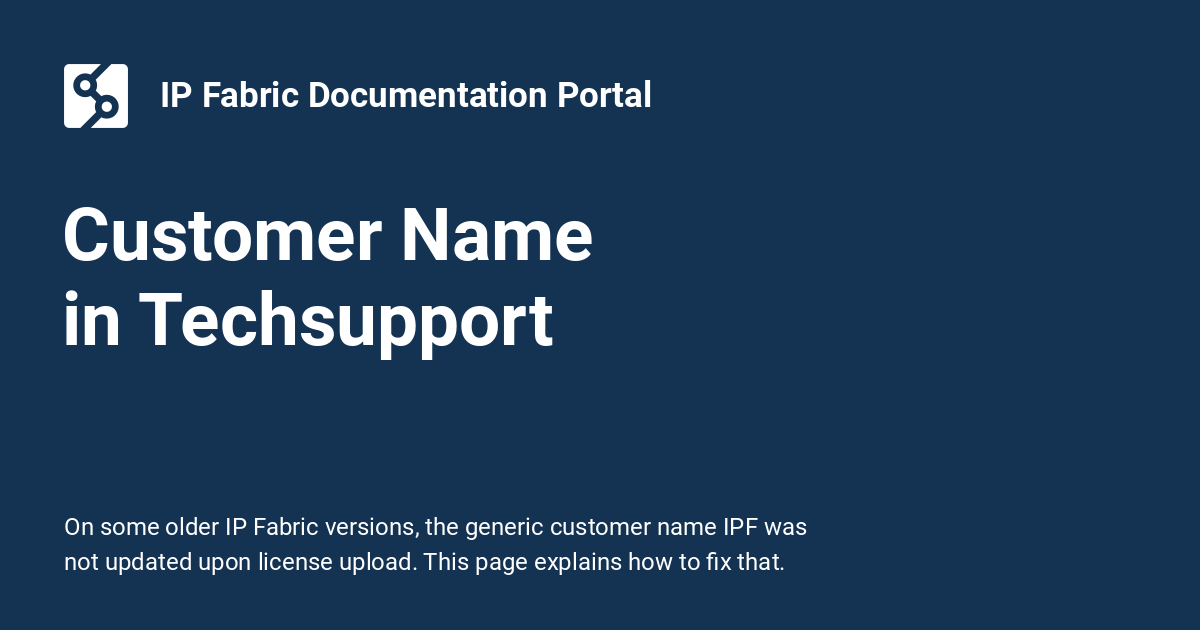 IP Fabric Documentation Portal
Customer Name
in Techsupport
On some older IP Fabric versions, the generic customer name IPF was
not updated upon license upload. This page explains how to fix that.